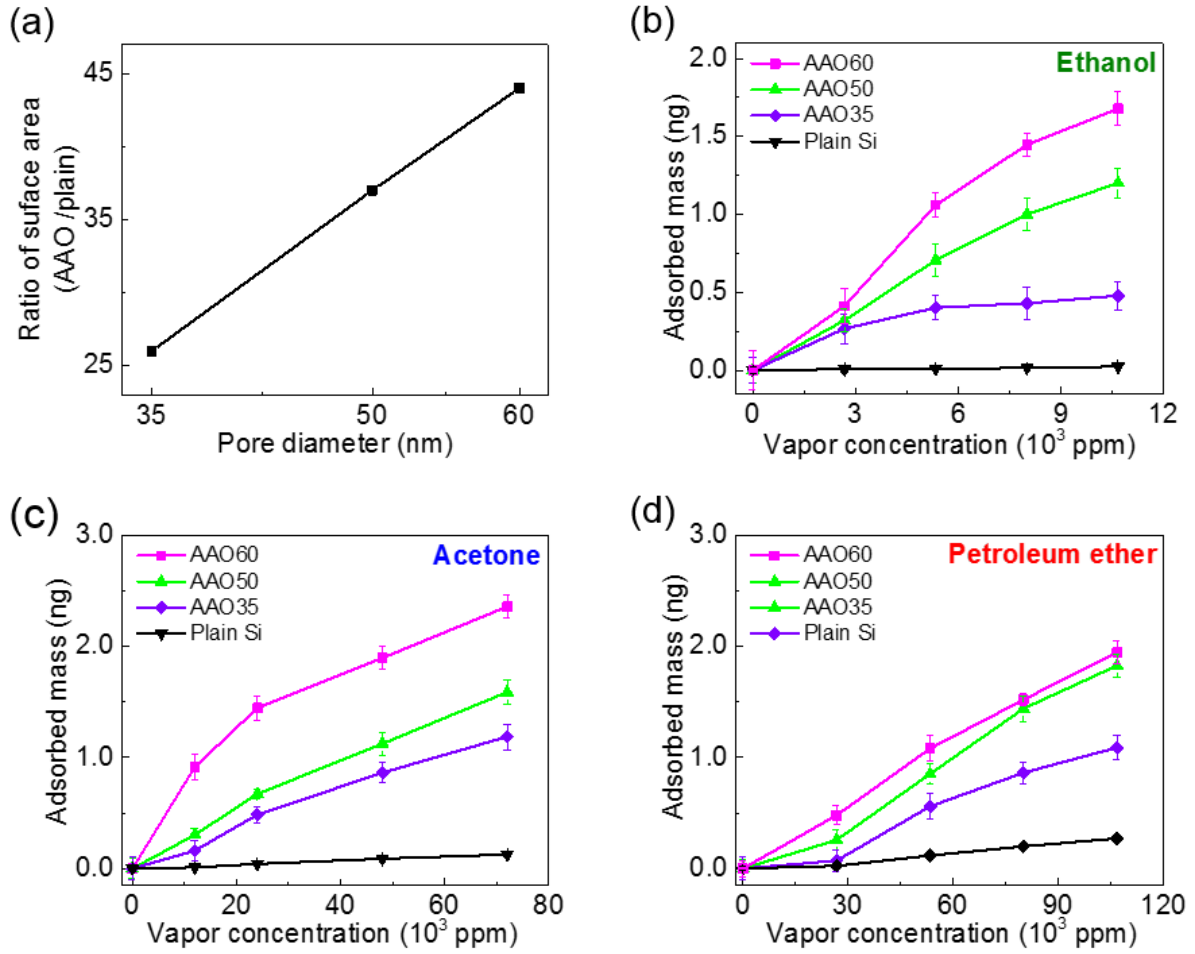 (a)
45
35
25
35
50
60
Ratio of suface area
(AAO /plain)
Pore diameter (nm)
(b)
AAO60
AAO50
AAO35
Plain Si
Ethanol
2.0
1.5
1.0
0.5
0.0
0
3
6
9
12
Adsorbed mass (ng)
Vapor concentration (10³ ppm)
(c)
AAO60
AAO50
AAO35
Plain Si
Acetone
3.0
2.0
1.0
0.0
0
20
40
60
80
Adsorbed mass (ng)
Vapor concentration (10³ ppm)
(d)
AAO60
AAO50
AAO35
Plain Si
Petroleum ether
3.0
2.0
1.0
0.0
0
30
60
90
120
Adsorbed mass (ng)
Vapor concentration (10³ ppm)